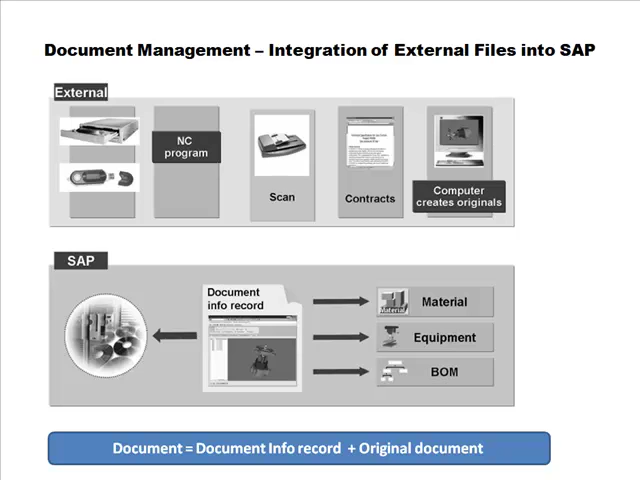 Document Management – Integration of External Files into SAP
External
NC
program
Scan
Contracts
Computer
creates originals
SAP
Document
info record
Material
Material
Equipment
BOM
Document = Document Info record + Original document